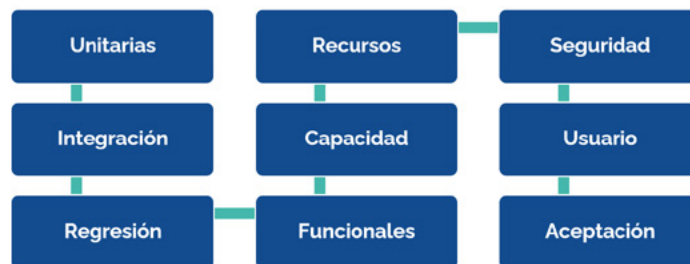 Unitarias
Integración
Regresión
Funcionales
Capacidad
Recursos
Seguridad
Usuario
Aceptación